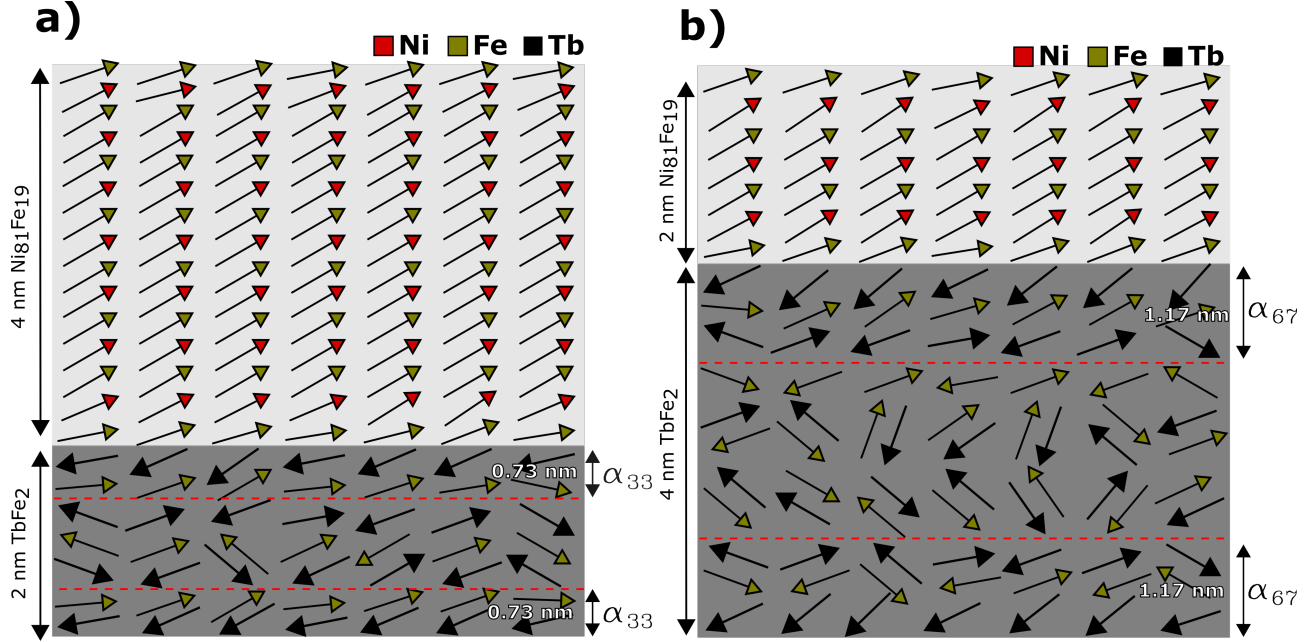 a)
Ni Fe Tb
4 nm Ni81Fe19
2 nm TbFe2
0.73 nm
α33
0.73 nm
α33
b)
Ni Fe Tb
2 nm Ni81Fe19
4 nm TbFe2
1.17 nm
α67
1.17 nm
α67